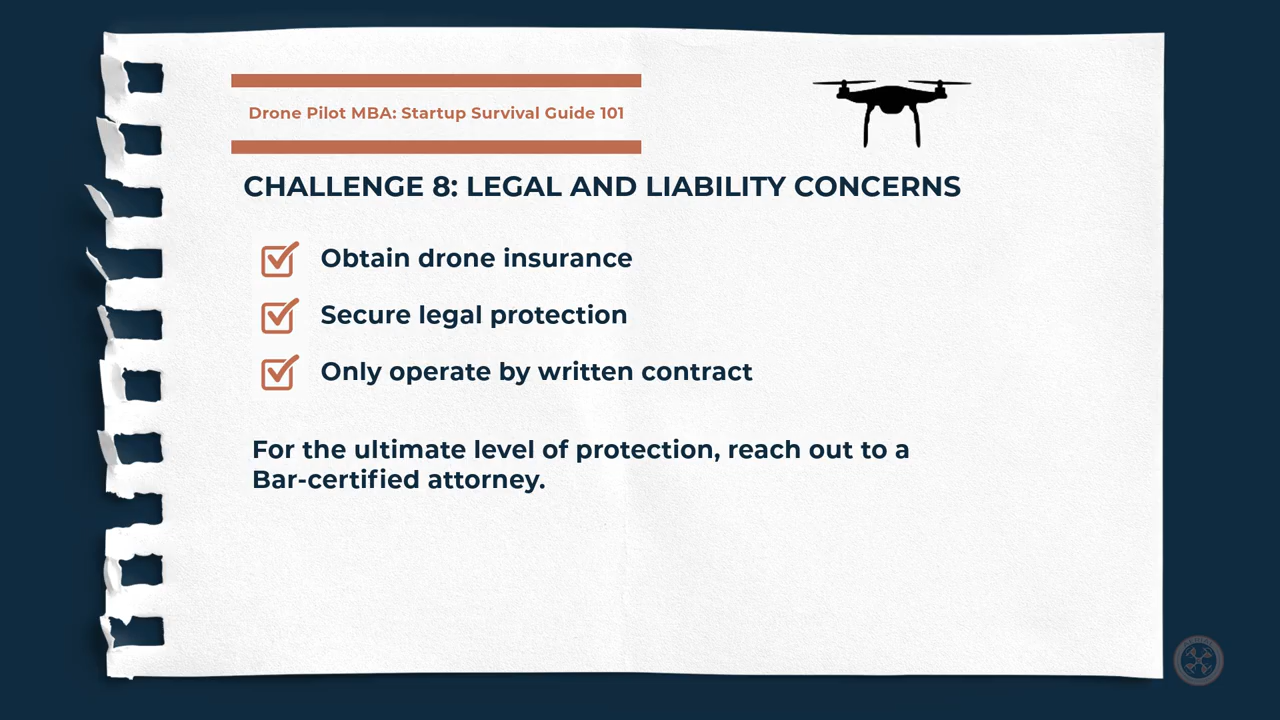 Drone Pilot MBA: Startup Survival Guide 101
CHALLENGE 8: LEGAL AND LIABILITY CONCERNS
Obtain drone insurance
Secure legal protection
Only operate by written contract
For the ultimate level of protection, reach out to a
Bar-certified attorney.